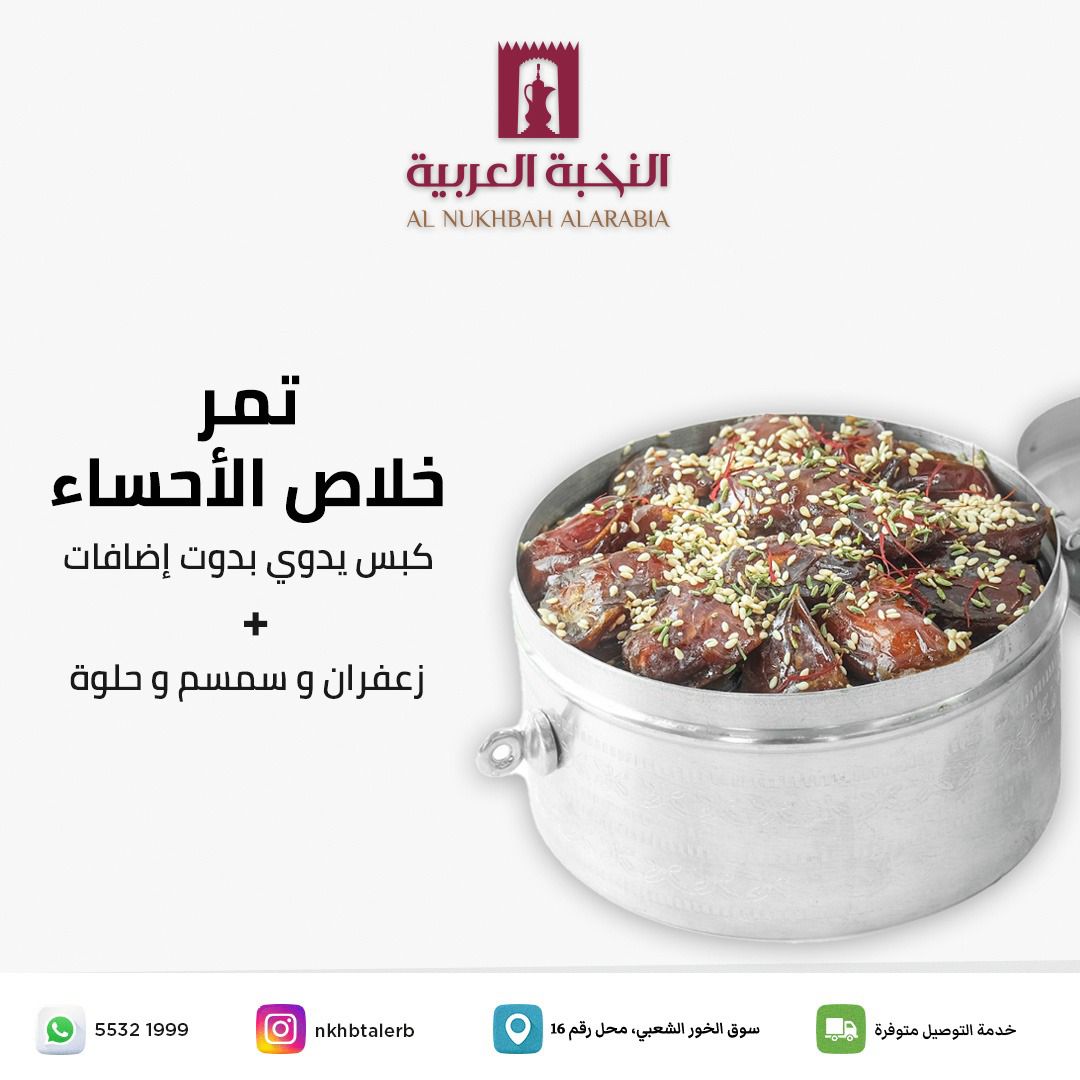 النخبة العربية
AL NUKHBAH ALARABIA
تمر
خلاص الأحساء
كبس يدوي بدوت إضافات
+
زعفران و سمسم و حلوة
5532 1999
nkhbtalerb
سوق الخور الشعبي، محل رقم 16
خدمة التوصيل متوفرة